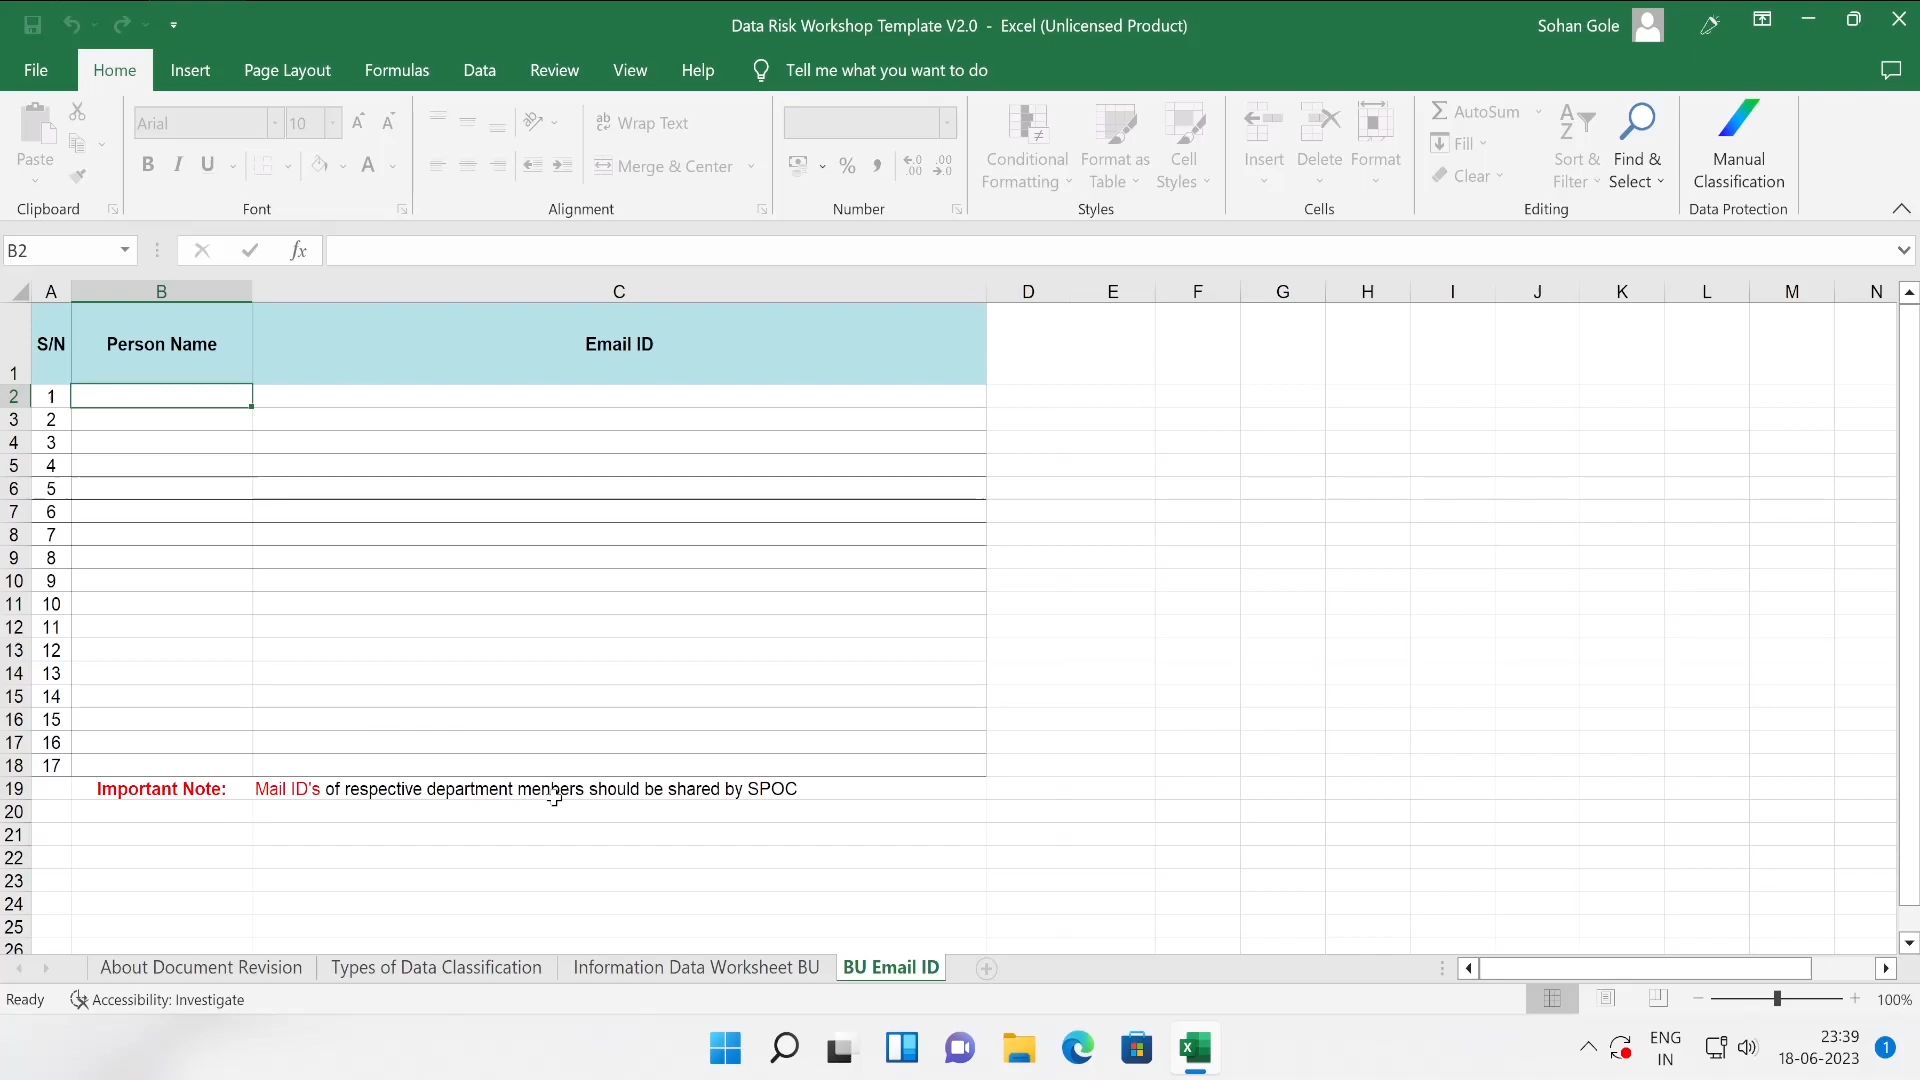 Data Risk Workshop Template V2.0 - Excel (Unlicensed Product)
Sohan Gole
File Home Insert Page Layout Formulas Data Review View Help Tell me what you want to do
Paste
Clipboard
Arial 10
B I U A
Font
ab Wrap Text
Merge & Center
Alignment
% , .00
Number
Conditional Formatting
Format as Table
Cell Styles
Styles
Insert Delete Format
Cells
AutoSum
Fill
Clear
Sort & Filter
Find & Select
Editing
Manual Classification
Data Protection
B2
fx
A B C D E F G H I J K L M N
1 S/N Person Name Email ID
2 1
3 2
4 3
5 4
6 5
7 6
8 7
9 8
10 9
11 10
12 11
13 12
14 13
15 14
16 15
17 16
18 17
19 Important Note: Mail ID's of respective department members should be shared by SPOC
20
21
22
23
24
25
26
About Document Revision Types of Data Classification Information Data Worksheet BU BU Email ID
Ready Accessibility: Investigate 100%
ENG
IN
23:39
18-06-2023
1